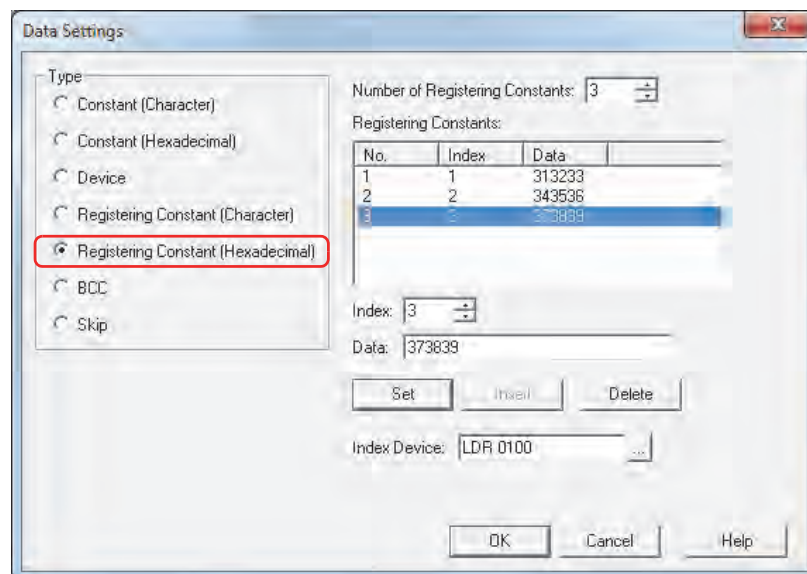 Data Settings
Type
Constant (Character)
Constant (Hexadecimal)
Device
Registering Constant (Character)
Registering Constant (Hexadecimal)
BCC
Skip
Number of Registering Constants: 3
Registering Constants:
No. Index Data
1 1 313233
2 2 343536
3 3 373839
Index: 3
Data: 373839
Set Insert Delete
Index Device: LDR 0100 ...
OK Cancel Help